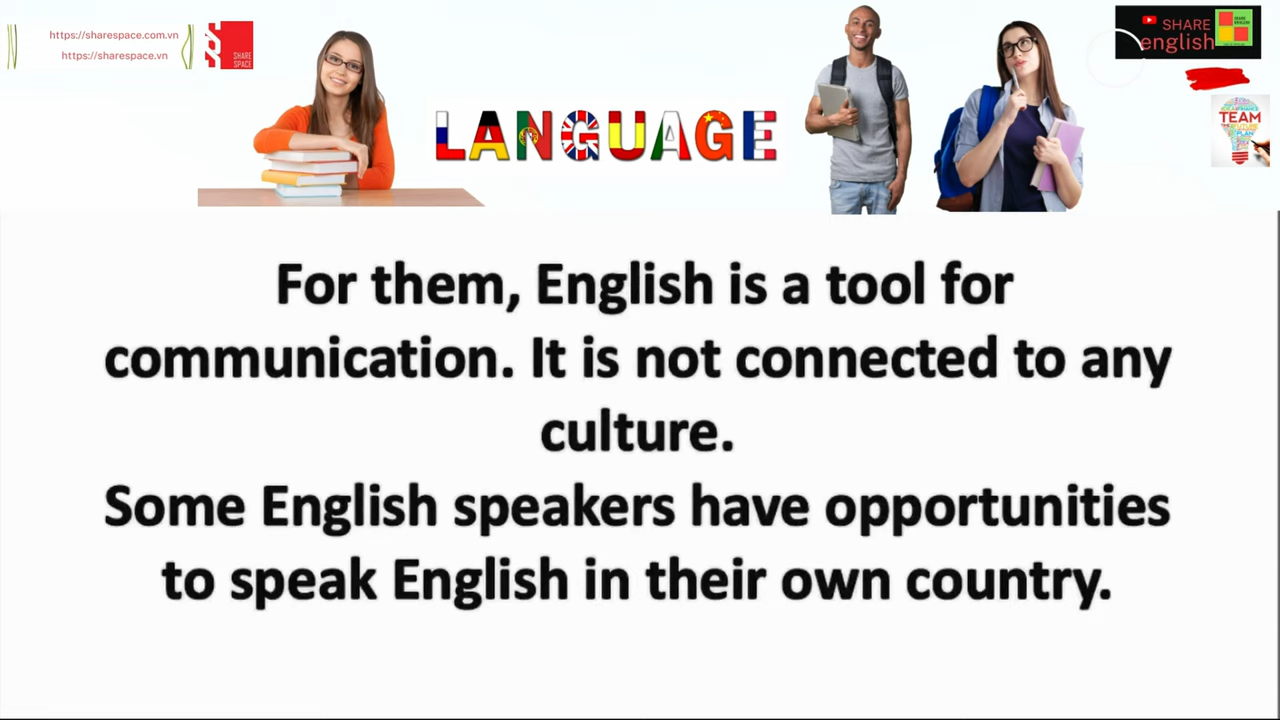 https://sharespace.com.vn
https://sharespace.vn
SHARE
SPACE
LANGUAGE
SHARE
english
TEAM
PLAN
For them, English is a tool for
communication. It is not connected to any
culture.
Some English speakers have opportunities
to speak English in their own country.